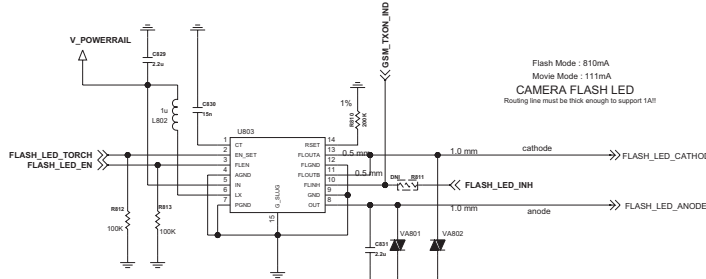 GSM_TXON_IND
V_POWERRAIL
C829
2.2u
Flash Mode : 810mA
Movie Mode : 111mA
CAMERA FLASH LED
Routing line must be thick enough to support 1A!!
1u
L802
C830
15n
1%
R810
200K
U803
1
CT
RSET
14
FLASH_LED_TORCH
2
EN_SET
FLOUTA
13
0.5 mm
1.0 mm
cathode
FLASH_LED_CATHOD
FLASH_LED_EN
3
FLEN
FLGND
12
4
AGND
FLOUTB
11
0.5 mm
5
IN
FLINH
10
DNI
R811
FLASH_LED_INH
6
LX
GND
9
7
PGND
G_SLUG
OUT
8
1.0 mm
anode
FLASH_LED_ANODE
15
R812
100K
R813
100K
C831
2.2u
VA801
VA802